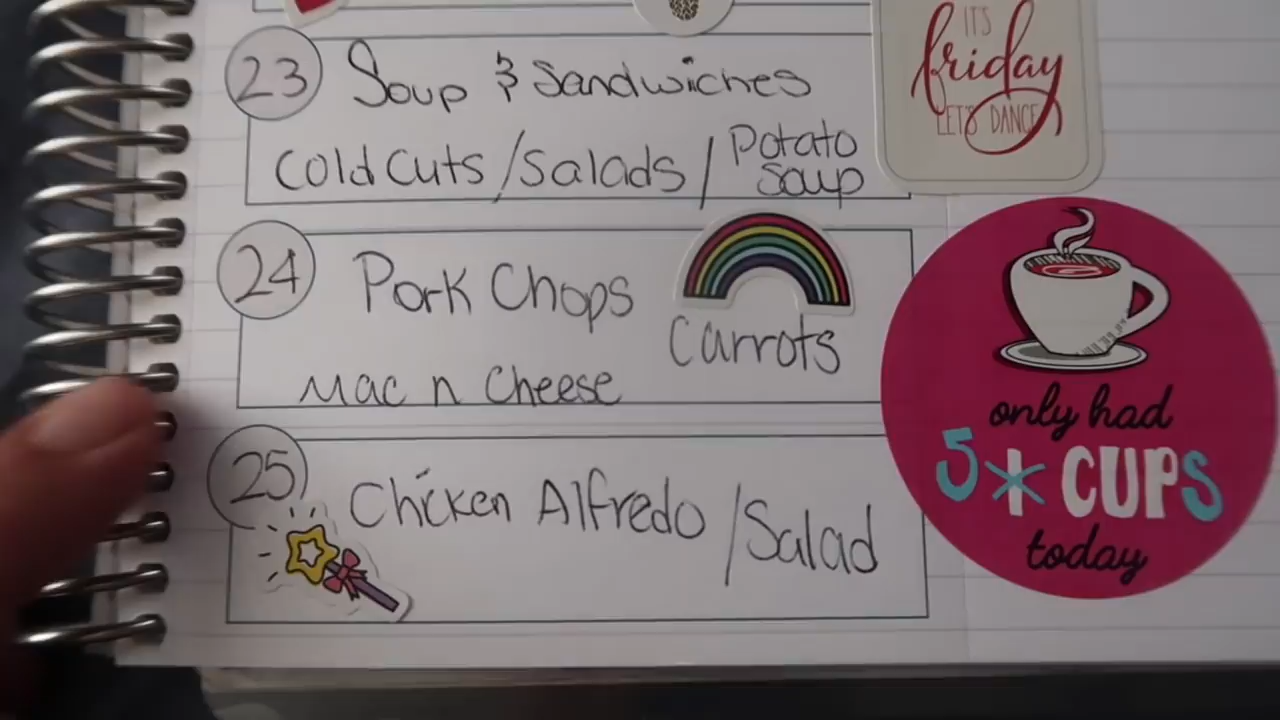 23 Soup & Sandwiches
Cold Cuts / Salads / Potato Soup
24 Pork Chops
Carrots
Mac n Cheese
25 Chicken Alfredo / Salad
IT'S
friday
LET'S DANCE
only had
5* CUPS
today